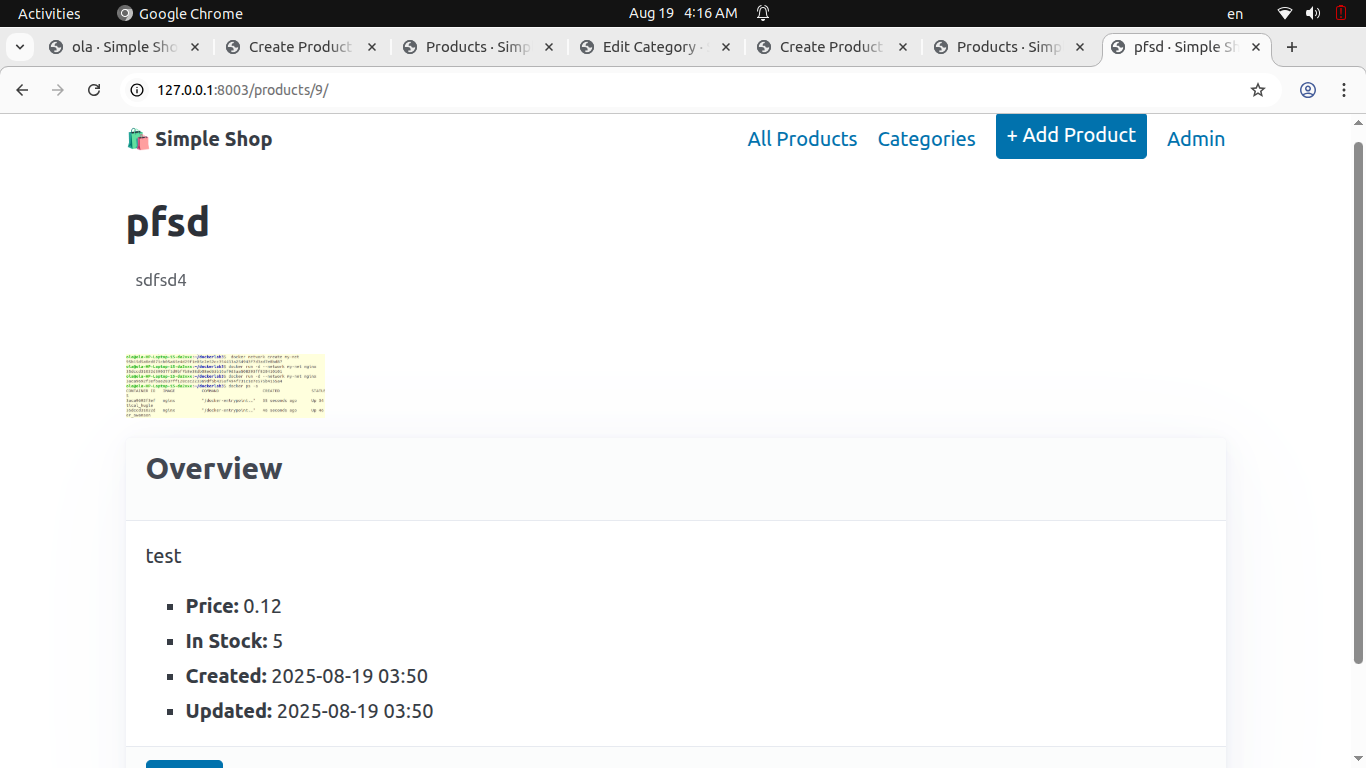 Activities Google Chrome Aug 19 4:16 AM en
ola · Simple Sho Create Product Products · Simp Edit Category · Create Product Products · Simp pfsd · Simple Sh
127.0.0.1:8003/products/9/
Simple Shop All Products Categories + Add Product Admin
pfsd
sdfsd4
Overview
test
Price: 0.12
In Stock: 5
Created: 2025-08-19 03:50
Updated: 2025-08-19 03:50